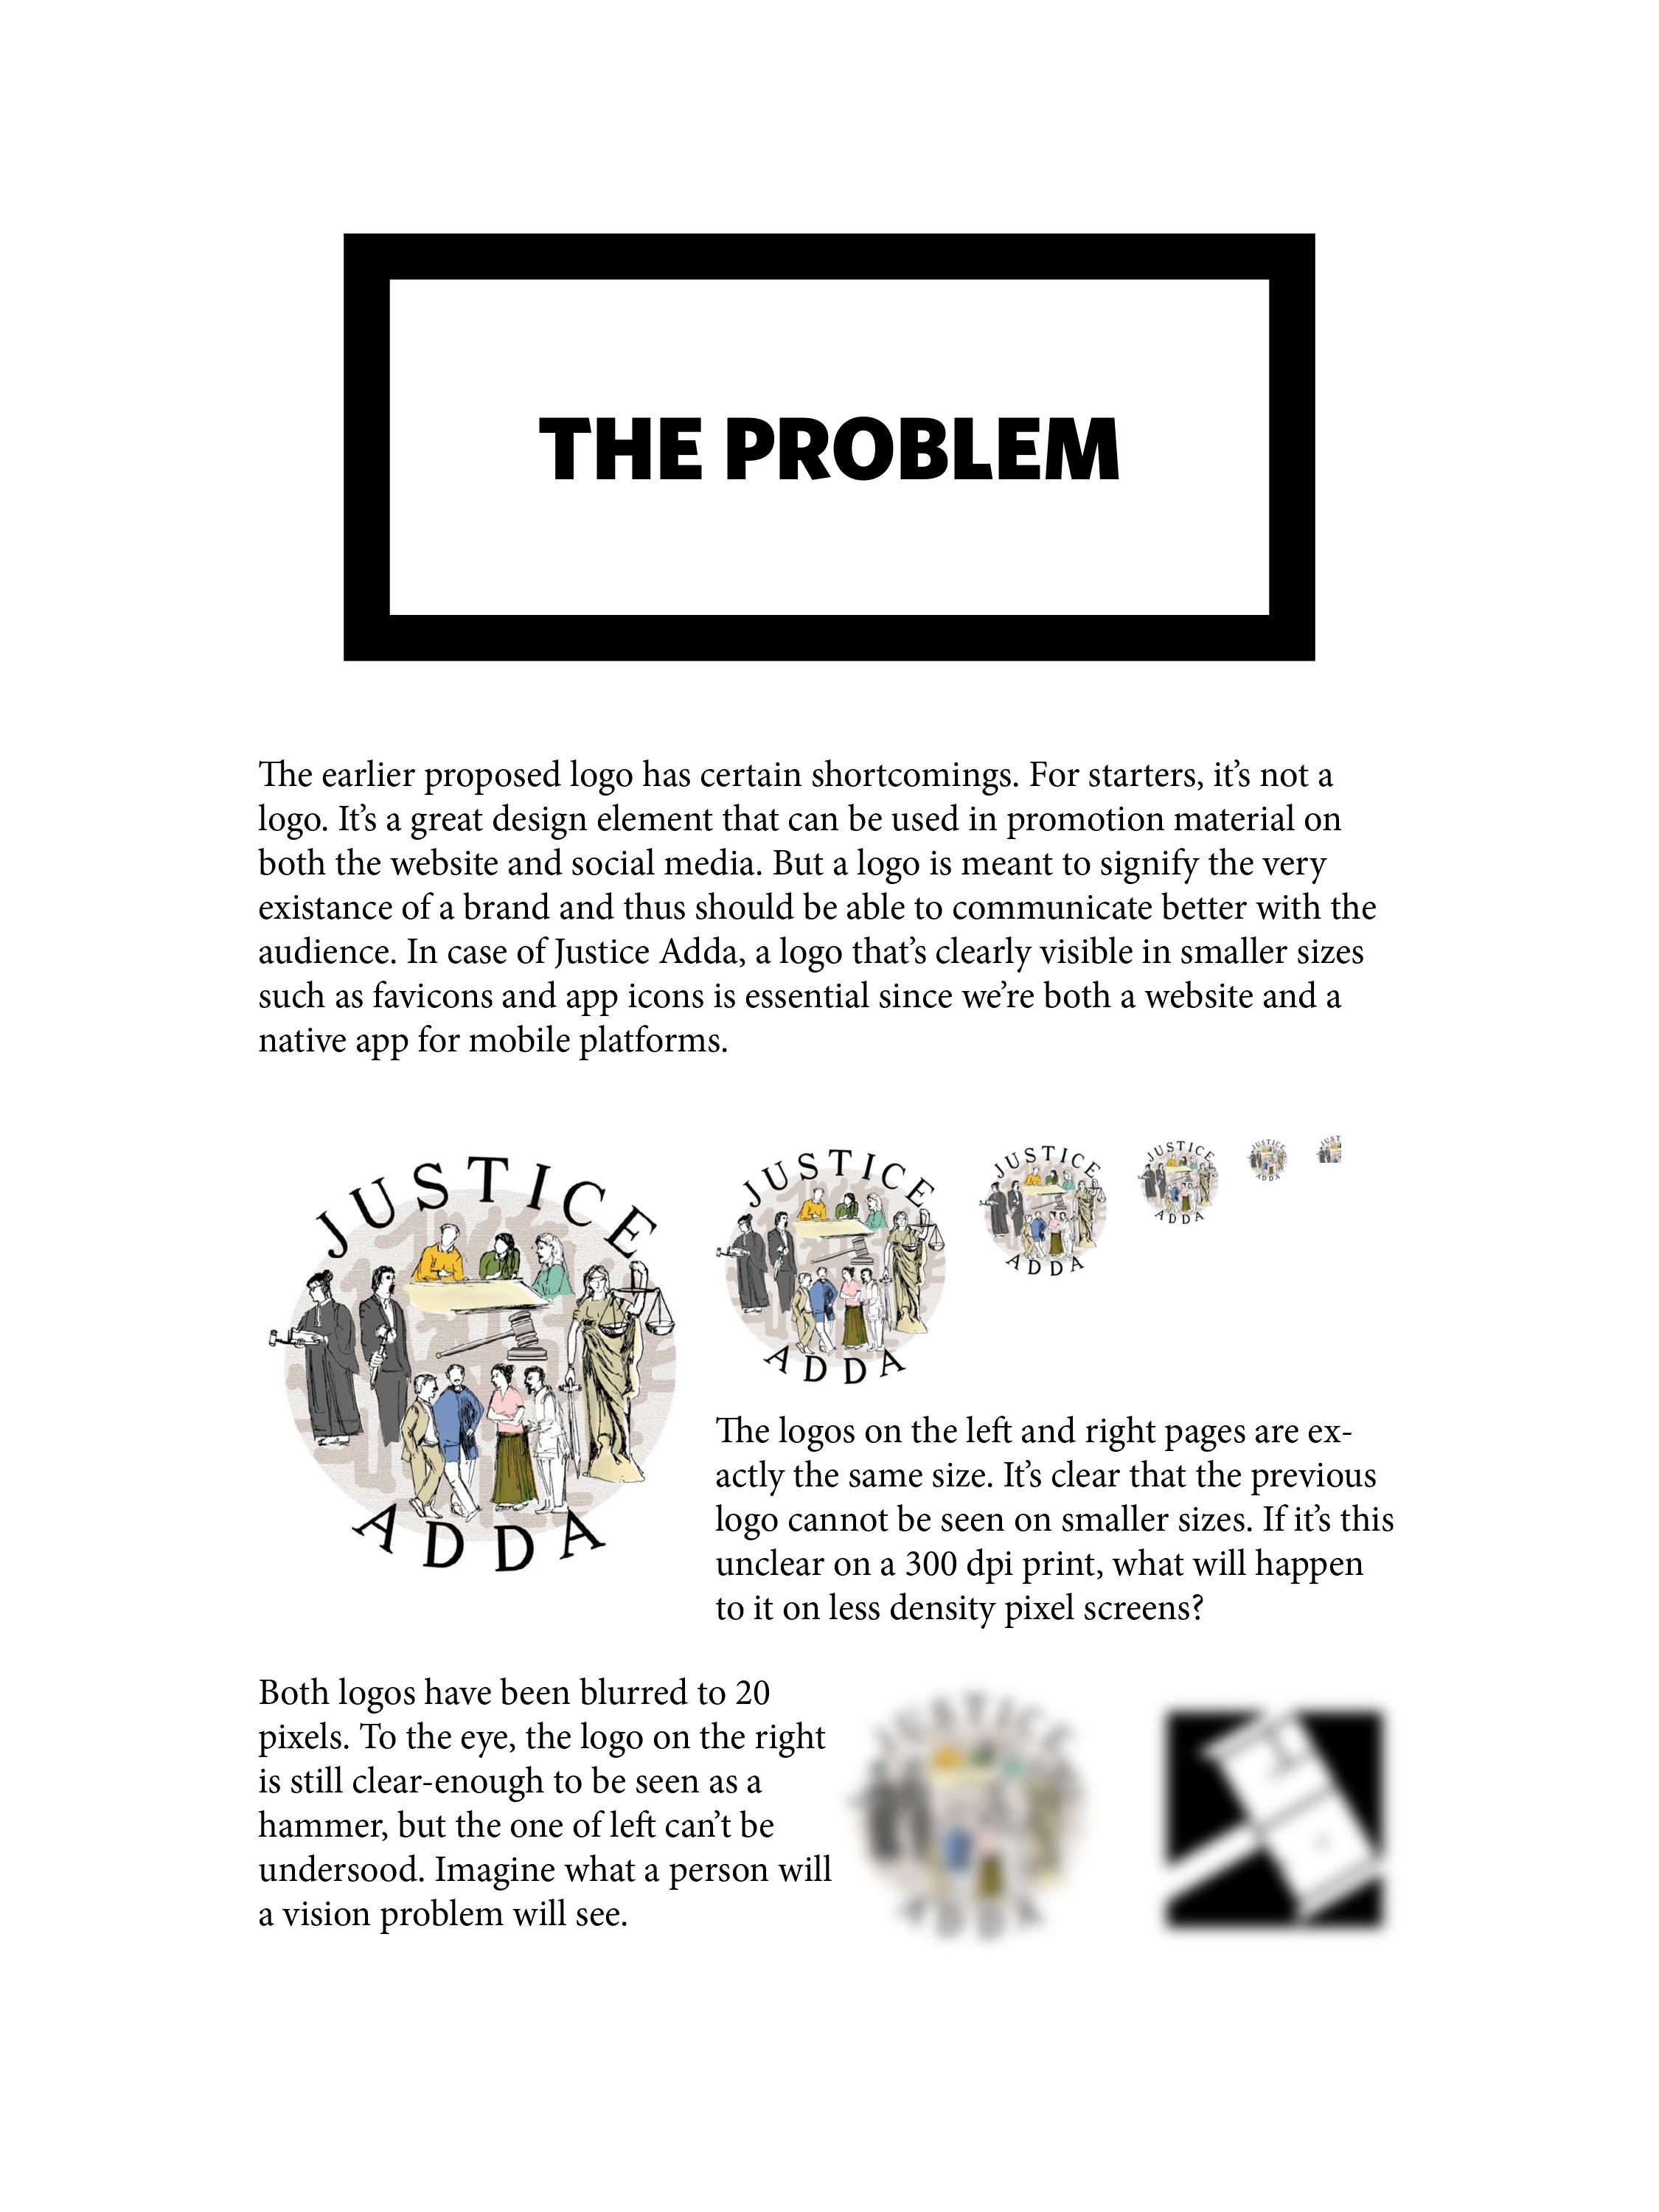 THE PROBLEM
The earlier proposed logo has certain shortcomings. For starters, it’s not a
logo. It’s a great design element that can be used in promotion material on
both the website and social media. But a logo is meant to signify the very
existance of a brand and thus should be able to communicate better with the
audience. In case of Justice Adda, a logo that’s clearly visible in smaller sizes
such as favicons and app icons is essential since we’re both a website and a
native app for mobile platforms.
JUSTICE
ADDA
JUSTICE
ADDA
JUSTICE
ADDA
JUSTICE
ADDA
JUSTICE
ADDA
JUST
The logos on the left and right pages are ex-
actly the same size. It’s clear that the previous
logo cannot be seen on smaller sizes. If it’s this
unclear on a 300 dpi print, what will happen
to it on less density pixel screens?
Both logos have been blurred to 20
pixels. To the eye, the logo on the right
is still clear-enough to be seen as a
hammer, but the one of left can’t be
undersood. Imagine what a person will
a vision problem will see.
JUSTICE
ADDA